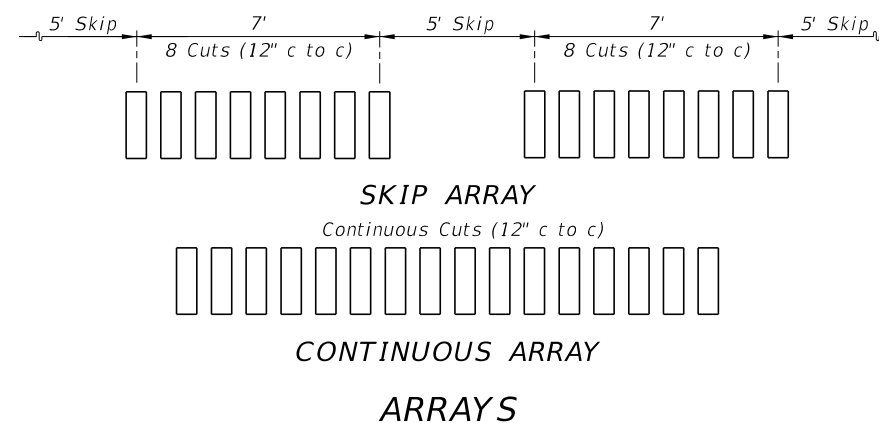 5' Skip 7' 5' Skip 7' 5' Skip
8 Cuts (12" c to c) 8 Cuts (12" c to c)
SKIP ARRAY
Continuous Cuts (12" c to c)
CONTINUOUS ARRAY
ARRAYS